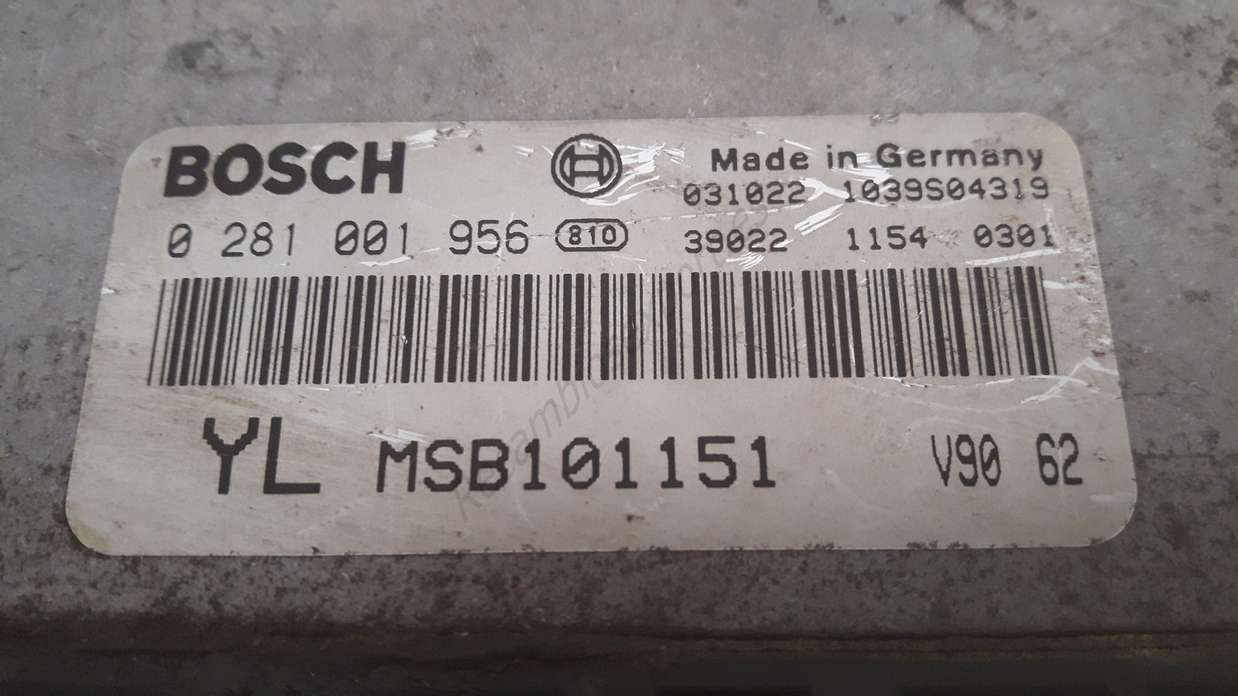 BOSCH
Made in Germany
031022 1039S04319
0 281 001 956 810 39022 1154 0301
YL MSB101151 V90 62